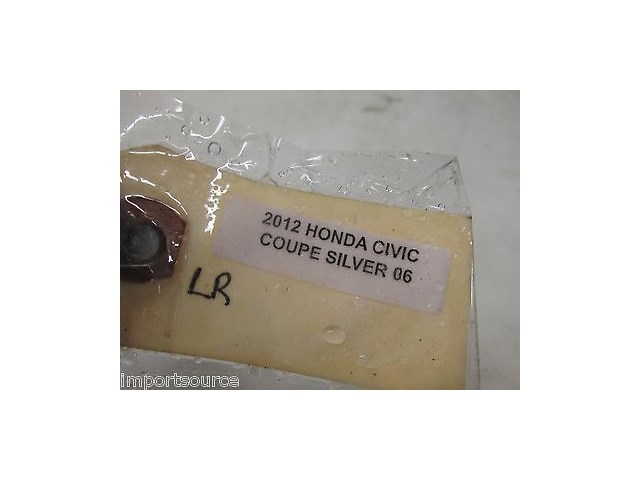 2012 HONDA CIVIC
COUPE SILVER 06
LR
importsource